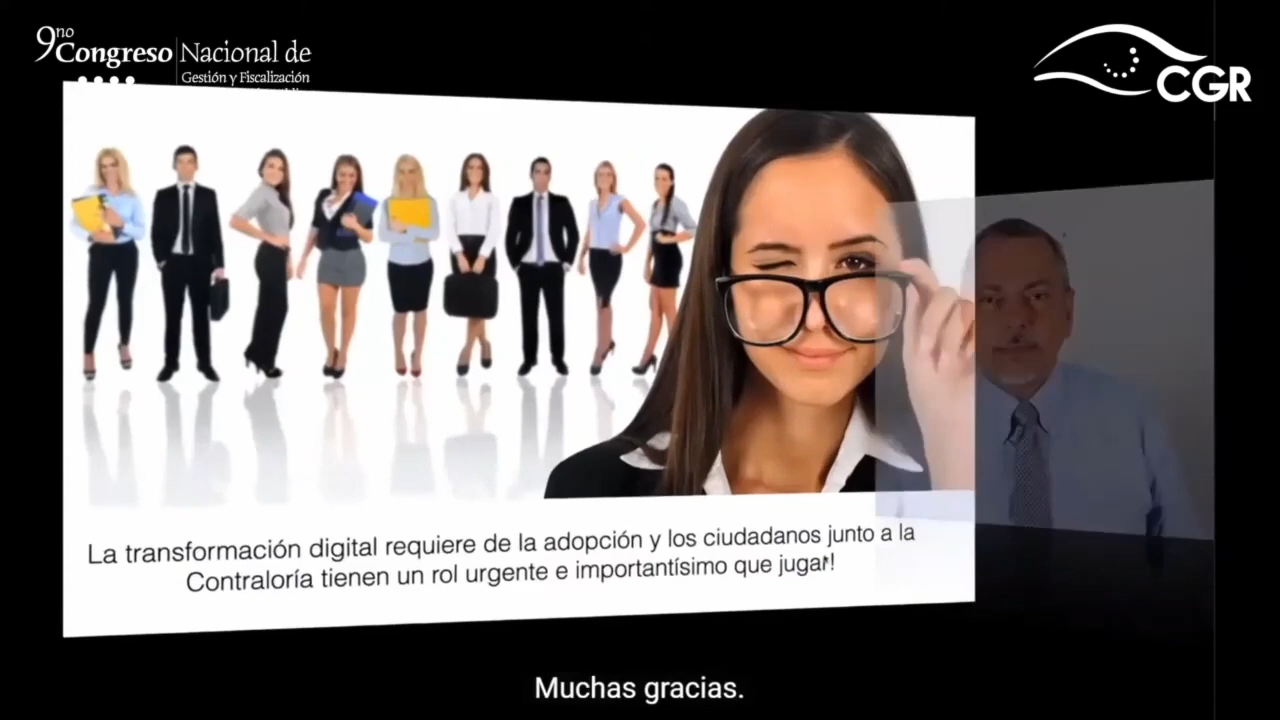 9no
Congreso Nacional de
Gestión y Fiscalización
CGR
La transformación digital requiere de la adopción y los ciudadanos junto a la
Contraloría tienen un rol urgente e importantísimo que jugar!
Muchas gracias.